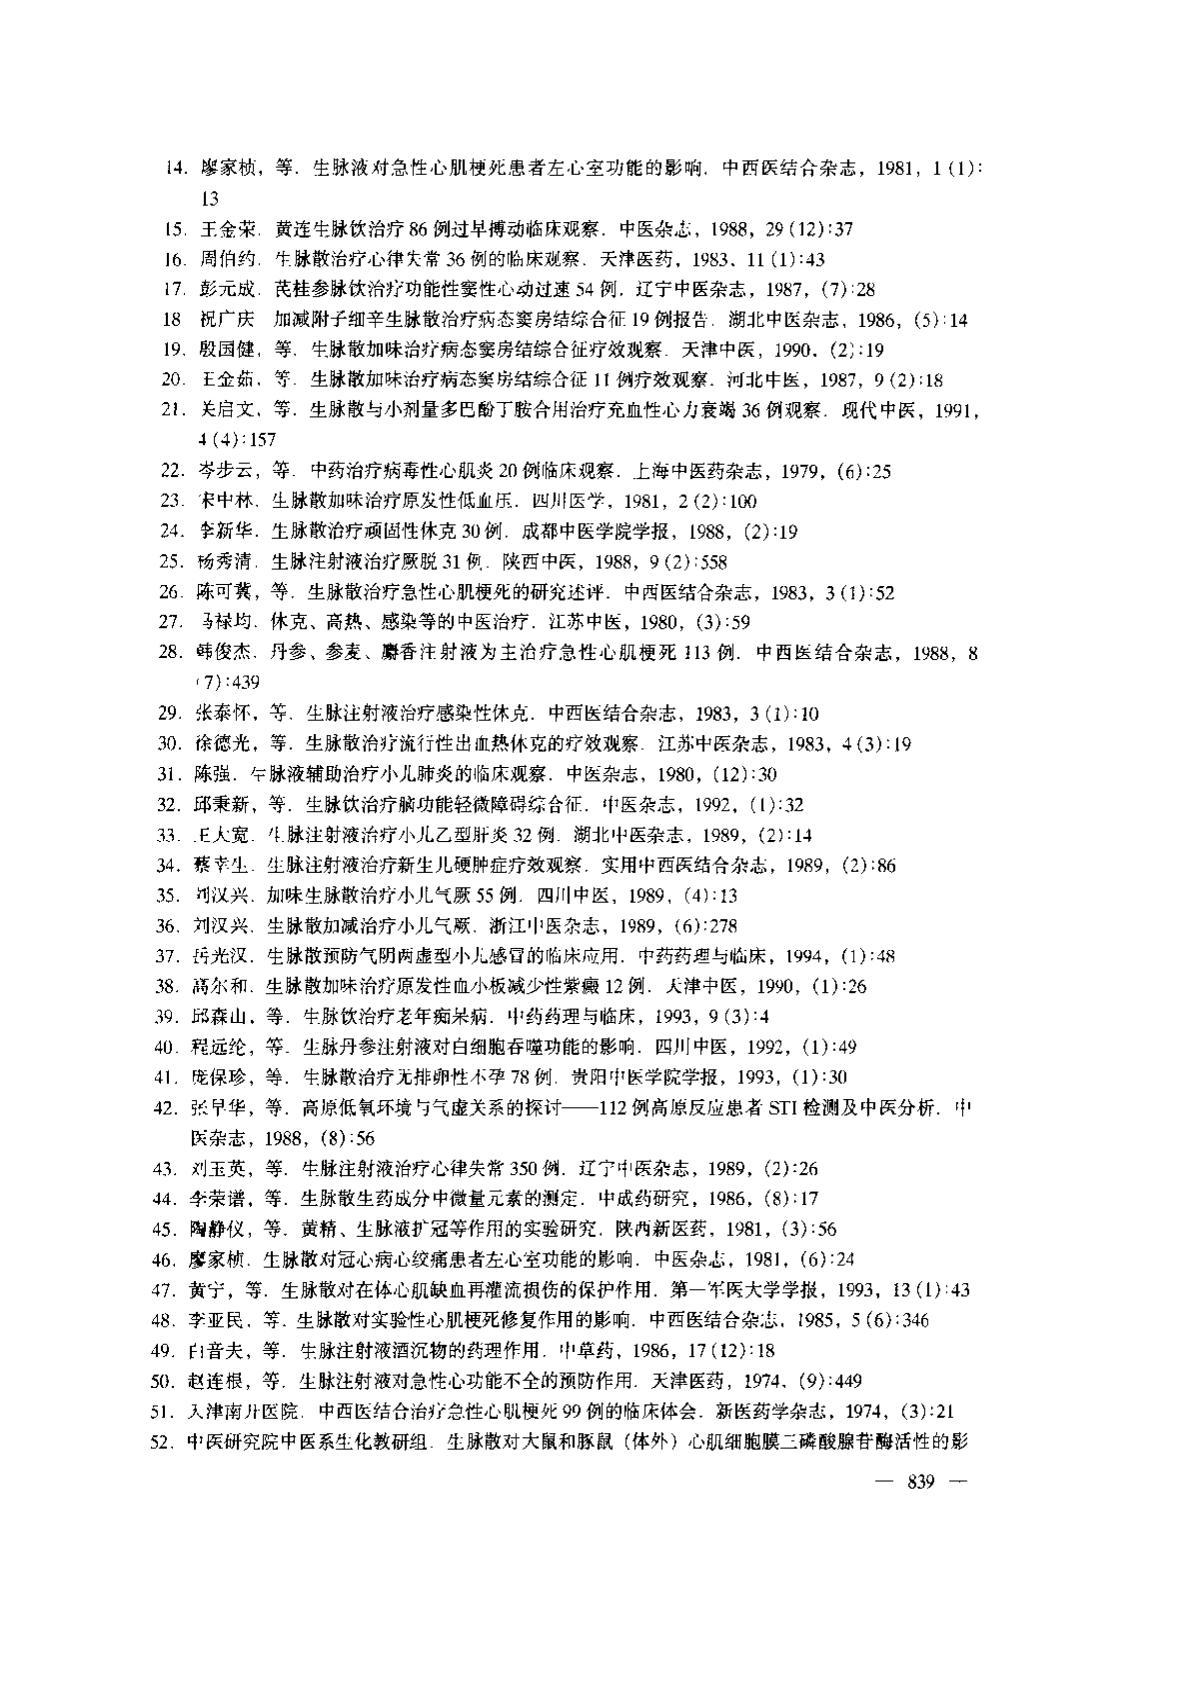 14. 廖家桢，等. 生脉液对急性心肌梗死患者左心室功能的影响. 中西医结合杂志，1981，1 (1):
13
15. 王金荣. 黄连生脉饮治疗 86 例过早搏动临床观察. 中医杂志，1988，29 (12):37
16. 周伯约. 生脉散治疗心律失常 36 例的临床观察. 天津医药，1983，11 (1):43
17. 彭元成. 芪桂参脉饮治疗功能性窦性心动过速 54 例. 辽宁中医杂志，1987，(7):28
18 祝广庆 加减附子细辛生脉散治疗病态窦房结综合征 19 例报告. 湖北中医杂志，1986，(5):14
19. 殷国健，等. 生脉散加味治疗病态窦房结综合征疗效观察. 天津中医，1990，(2):19
20. 王金茹，等. 生脉散加味治疗病态窦房结综合征 11 例疗效观察. 河北中医，1987，9 (2):18
21. 关启文，等. 生脉散与小剂量多巴酚丁胺合用治疗充血性心力衰竭 36 例观察. 现代中医，1991，
4 (4):157
22. 岑步云，等. 中药治疗病毒性心肌炎 20 例临床观察. 上海中医药杂志，1979，(6):25
23. 宋中林. 生脉散加味治疗原发性低血压. 四川医学，1981，2 (2):100
24. 李新华. 生脉散治疗顽固性休克 30 例. 成都中医学院学报，1988，(2):19
25. 杨秀清. 生脉注射液治疗厥脱 31 例. 陕西中医，1988，9 (2):558
26. 陈可冀，等. 生脉散治疗急性心肌梗死的研究述评. 中西医结合杂志，1983，3 (1):52
27. 马禄均. 休克、高热、感染等的中医治疗. 江苏中医，1980，(3):59
28. 韩俊杰. 丹参、参麦、麝香注射液为主治疗急性心肌梗死 113 例. 中西医结合杂志，1988，8
(7):439
29. 张泰怀，等. 生脉注射液治疗感染性休克. 中西医结合杂志，1983，3 (1):10
30. 徐德光，等. 生脉散治疗流行性出血热休克的疗效观察. 江苏中医杂志，1983，4 (3):19
31. 陈强. 生脉液辅助治疗小儿肺炎的临床观察. 中医杂志，1980，(12):30
32. 邱秉新，等. 生脉饮治疗脑功能轻微障碍综合征. 中医杂志，1992，(1):32
33. 王大宽. 生脉注射液治疗小儿乙型肝炎 32 例. 湖北中医杂志，1989，(2):14
34. 蔡幸生. 生脉注射液治疗新生儿硬肿症疗效观察. 实用中西医结合杂志，1989，(2):86
35. 刘汉兴. 加味生脉散治疗小儿气厥 55 例. 四川中医，1989，(4):13
36. 刘汉兴. 生脉散加减治疗小儿气厥. 浙江中医杂志，1989，(6):278
37. 岳光汉. 生脉散预防气阴两虚型小儿感冒的临床应用. 中药药理与临床，1994，(1):48
38. 高尔和. 生脉散加味治疗原发性血小板减少性紫癜 12 例. 天津中医，1990，(1):26
39. 邱森山，等. 生脉饮治疗老年痴呆病. 中药药理与临床，1993，9 (3):4
40. 程远纶，等. 生脉丹参注射液对白细胞吞噬功能的影响. 四川中医，1992，(1):49
41. 庞保珍，等. 生脉散治疗无排卵性不孕 78 例. 贵阳中医学院学报，1993，(1):30
42. 张早华，等. 高原低氧环境与气虚关系的探讨——112 例高原反应患者 STI 检测及中医分析. 中
医杂志，1988，(8):56
43. 刘玉英，等. 生脉注射液治疗心律失常 350 例. 辽宁中医杂志，1989，(2):26
44. 李荣谱，等. 生脉散生药成分中微量元素的测定. 中成药研究，1986，(8):17
45. 陶静仪，等. 黄精、生脉液扩冠等作用的实验研究. 陕西新医药，1981，(3):56
46. 廖家桢. 生脉散对冠心病心绞痛患者左心室功能的影响. 中医杂志，1981，(6):24
47. 黄宁，等. 生脉散对在体心肌缺血再灌流损伤的保护作用. 第一军医大学学报，1993，13 (1):43
48. 李亚民，等. 生脉散对实验性心肌梗死修复作用的影响. 中西医结合杂志，1985，5 (6):346
49. 白音夫，等. 生脉注射液酒沉物的药理作用. 中草药，1986，17 (12):18
50. 赵连根，等. 生脉注射液对急性心功能不全的预防作用. 天津医药，1974，(9):449
51. 天津南开医院. 中西医结合治疗急性心肌梗死 99 例的临床体会. 新医药学杂志，1974，(3):21
52. 中医研究院中医系生化教研组. 生脉散对大鼠和豚鼠（体外）心肌细胞膜三磷酸腺苷酶活性的影
— 839 —